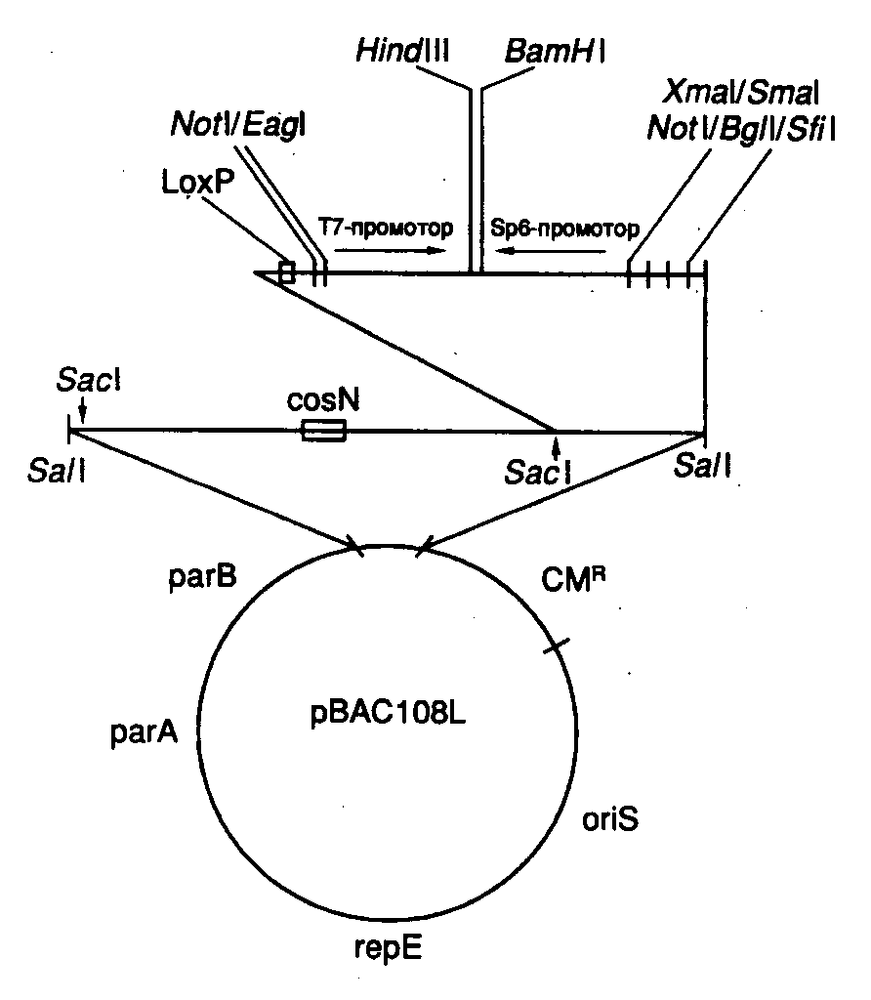 HindIII BamHI
XmaI/SmaI
NotI/EagI NotI/BglI/SfiI
LoxP
T7-промотор Sp6-промотор
SacI
cosN
SalI SacI SalI
parB CMᴿ
pBAC108L
parA
oriS
repE